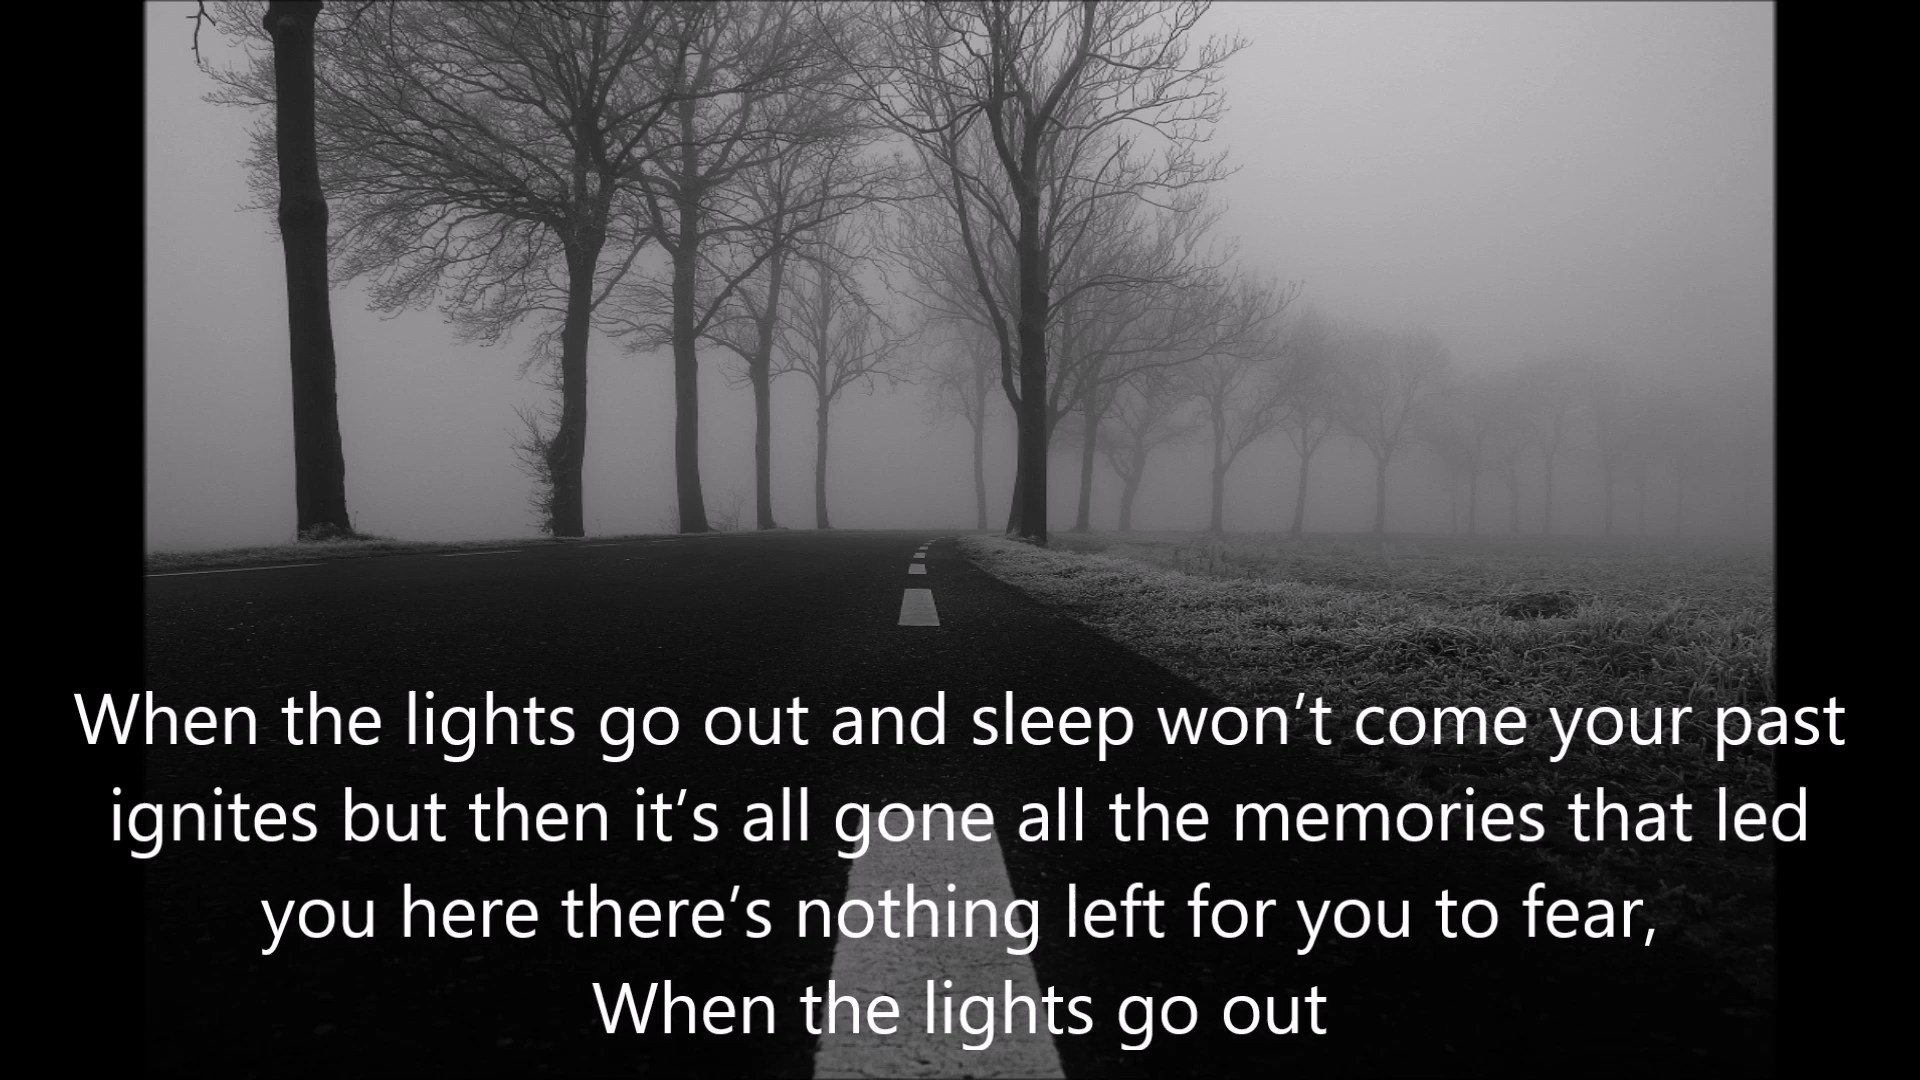 When the lights go out and sleep won’t come your past
ignites but then it’s all gone all the memories that led
you here there’s nothing left for you to fear,
When the lights go out